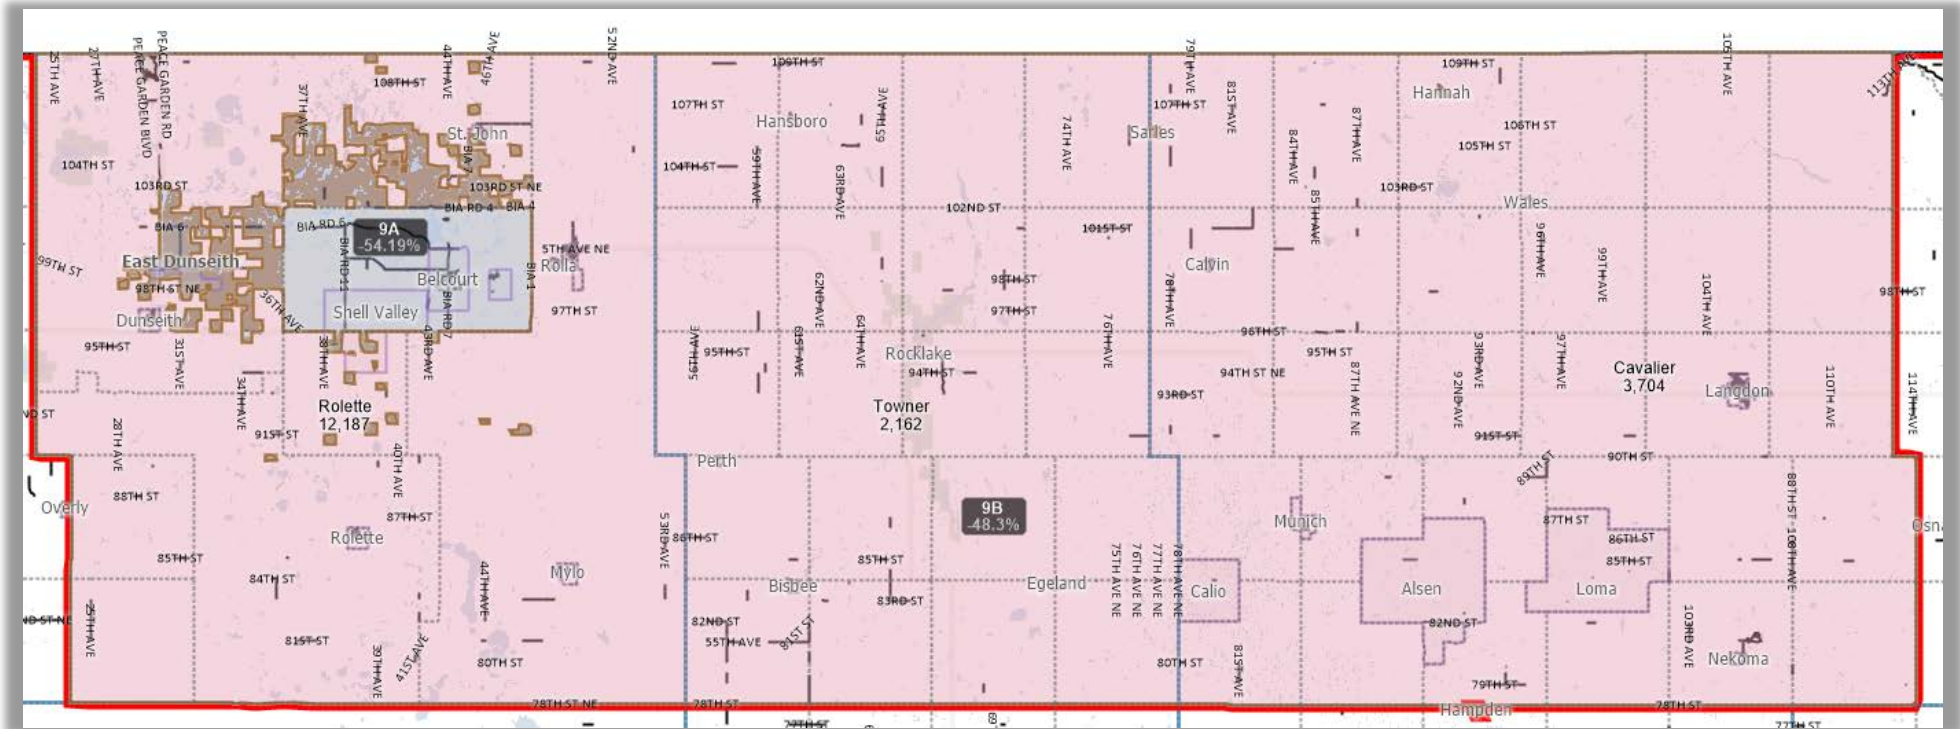 25TH AVE
27TH AVE
PEACE GARDEN BLVD
PEACE GARDEN RD
37TH AVE
108TH ST
44TH AVE
46TH AVE
52ND AVE
109TH ST
107TH ST
Hansboro
65TH AVE
74TH AVE
79TH AVE
107TH ST
Sarles
81ST AVE
109TH ST
Hannah
105TH AVE
113TH AVE
St. John
BIA 7
104TH ST
103RD ST
103RD ST NE
104TH ST
59TH AVE
63RD AVE
84TH AVE
87TH AVE
106TH ST
105TH ST
103RD ST
BIA RD 4
BIA 4
102ND ST
85TH AVE
Wales
BIA 6
BIA RD 6
9A
-54.19%
BIA RD 11
5TH AVE NE
101ST ST
96TH AVE
99TH ST
East Dunseith
98TH ST NE
36TH AVE
Belcourt
BIA 1
Rolla
62ND AVE
98TH ST
Calvin
78TH AVE
99TH AVE
104TH AVE
98TH ST
Dunseith
Shell Valley
BIA RD 7
97TH ST
97TH ST
95TH ST
31ST AVE
38TH AVE
43RD AVE
56TH AVE
95TH ST
61ST AVE
64TH AVE
Rocklake
94TH ST
76TH AVE
96TH ST
95TH ST
94TH ST NE
87TH AVE NE
93RD AVE
97TH AVE
92ND AVE
Cavalier
3,704
Langdon
110TH AVE
114TH AVE
34TH AVE
Rolette
12,187
Towner
2,162
93RD ST
ND ST
28TH AVE
91ST ST
40TH AVE
91ST ST
Perth
90TH ST
89TH ST
Overly
88TH ST
87TH ST
Rolette
53RD AVE
86TH ST
9B
-48.3%
Munich
87TH ST
86TH ST
85TH ST
88TH ST
108TH AVE
Osna
85TH ST
84TH ST
44TH AVE
Mylo
Bisbee
85TH ST
83RD ST
Egeland
75TH AVE NE
76TH AVE NE
77TH AVE NE
78TH AVE NE
Calio
Alsen
Loma
ND ST NE
25TH AVE
81ST ST
39TH AVE
41ST AVE
80TH ST
82ND ST
55TH AVE
81ST ST
80TH ST
81ST AVE
82ND ST
103RD AVE
Nekoma
79TH ST
78TH ST NE
78TH ST
Hampden
78TH ST
77TH ST
69
77TH ST